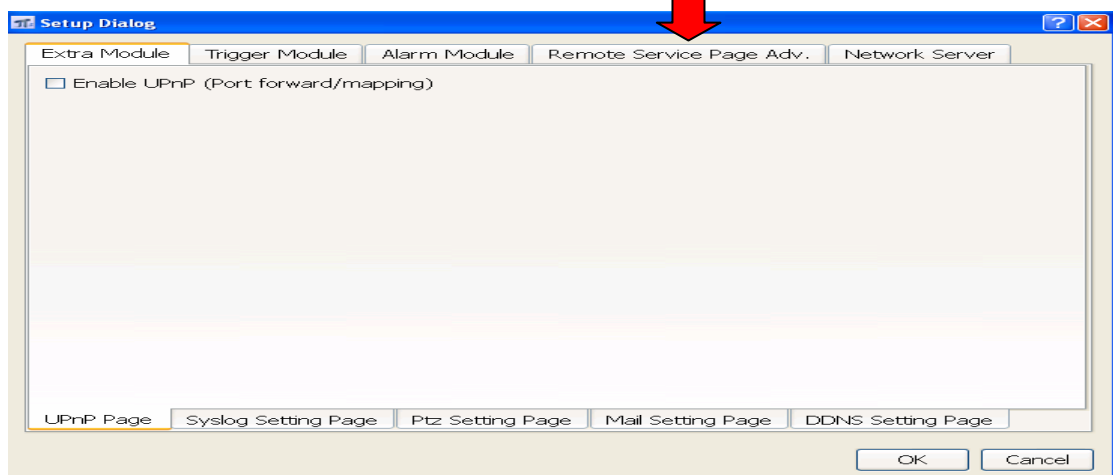 Setup Dialog
Extra Module Trigger Module Alarm Module Remote Service Page Adv. Network Server
Enable UPnP (Port forward/mapping)
UPnP Page Syslog Setting Page Ptz Setting Page Mail Setting Page DDNS Setting Page
OK Cancel